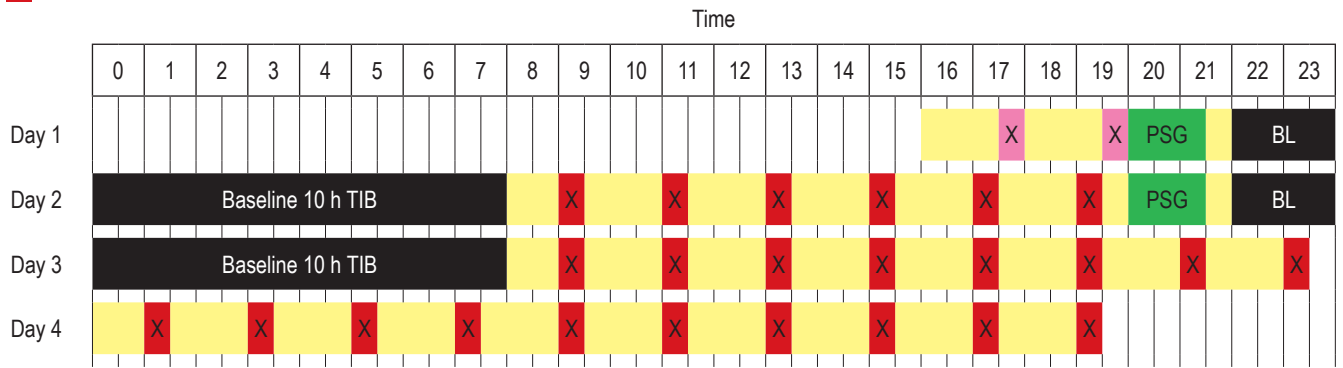 Time
0 1 2 3 4 5 6 7 8 9 10 11 12 13 14 15 16 17 18 19 20 21 22 23
Day 1 X X PSG BL
Day 2 Baseline 10 h TIB X X X X X X PSG BL
Day 3 Baseline 10 h TIB X X X X X X X X
Day 4 X X X X X X X X X X